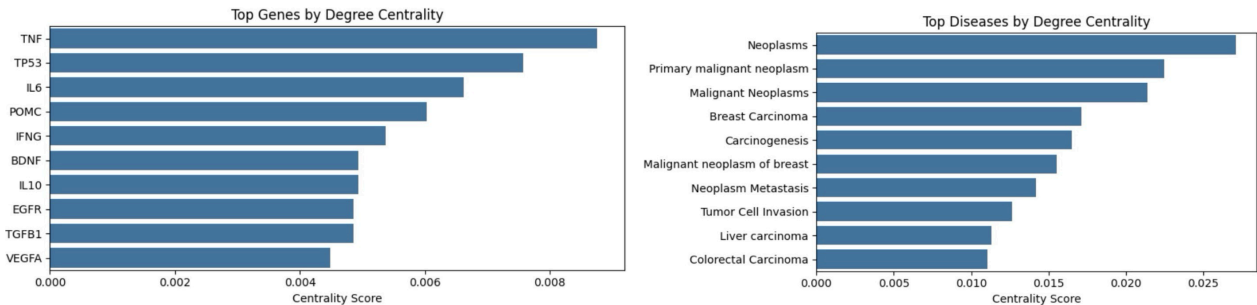 Top Genes by Degree Centrality
TNF
TP53
IL6
POMC
IFNG
BDNF
IL10
EGFR
TGFB1
VEGFA
0.000 0.002 0.004 0.006 0.008
Centrality Score
Top Diseases by Degree Centrality
Neoplasms
Primary malignant neoplasm
Malignant Neoplasms
Breast Carcinoma
Carcinogenesis
Malignant neoplasm of breast
Neoplasm Metastasis
Tumor Cell Invasion
Liver carcinoma
Colorectal Carcinoma
0.000 0.005 0.010 0.015 0.020 0.025
Centrality Score